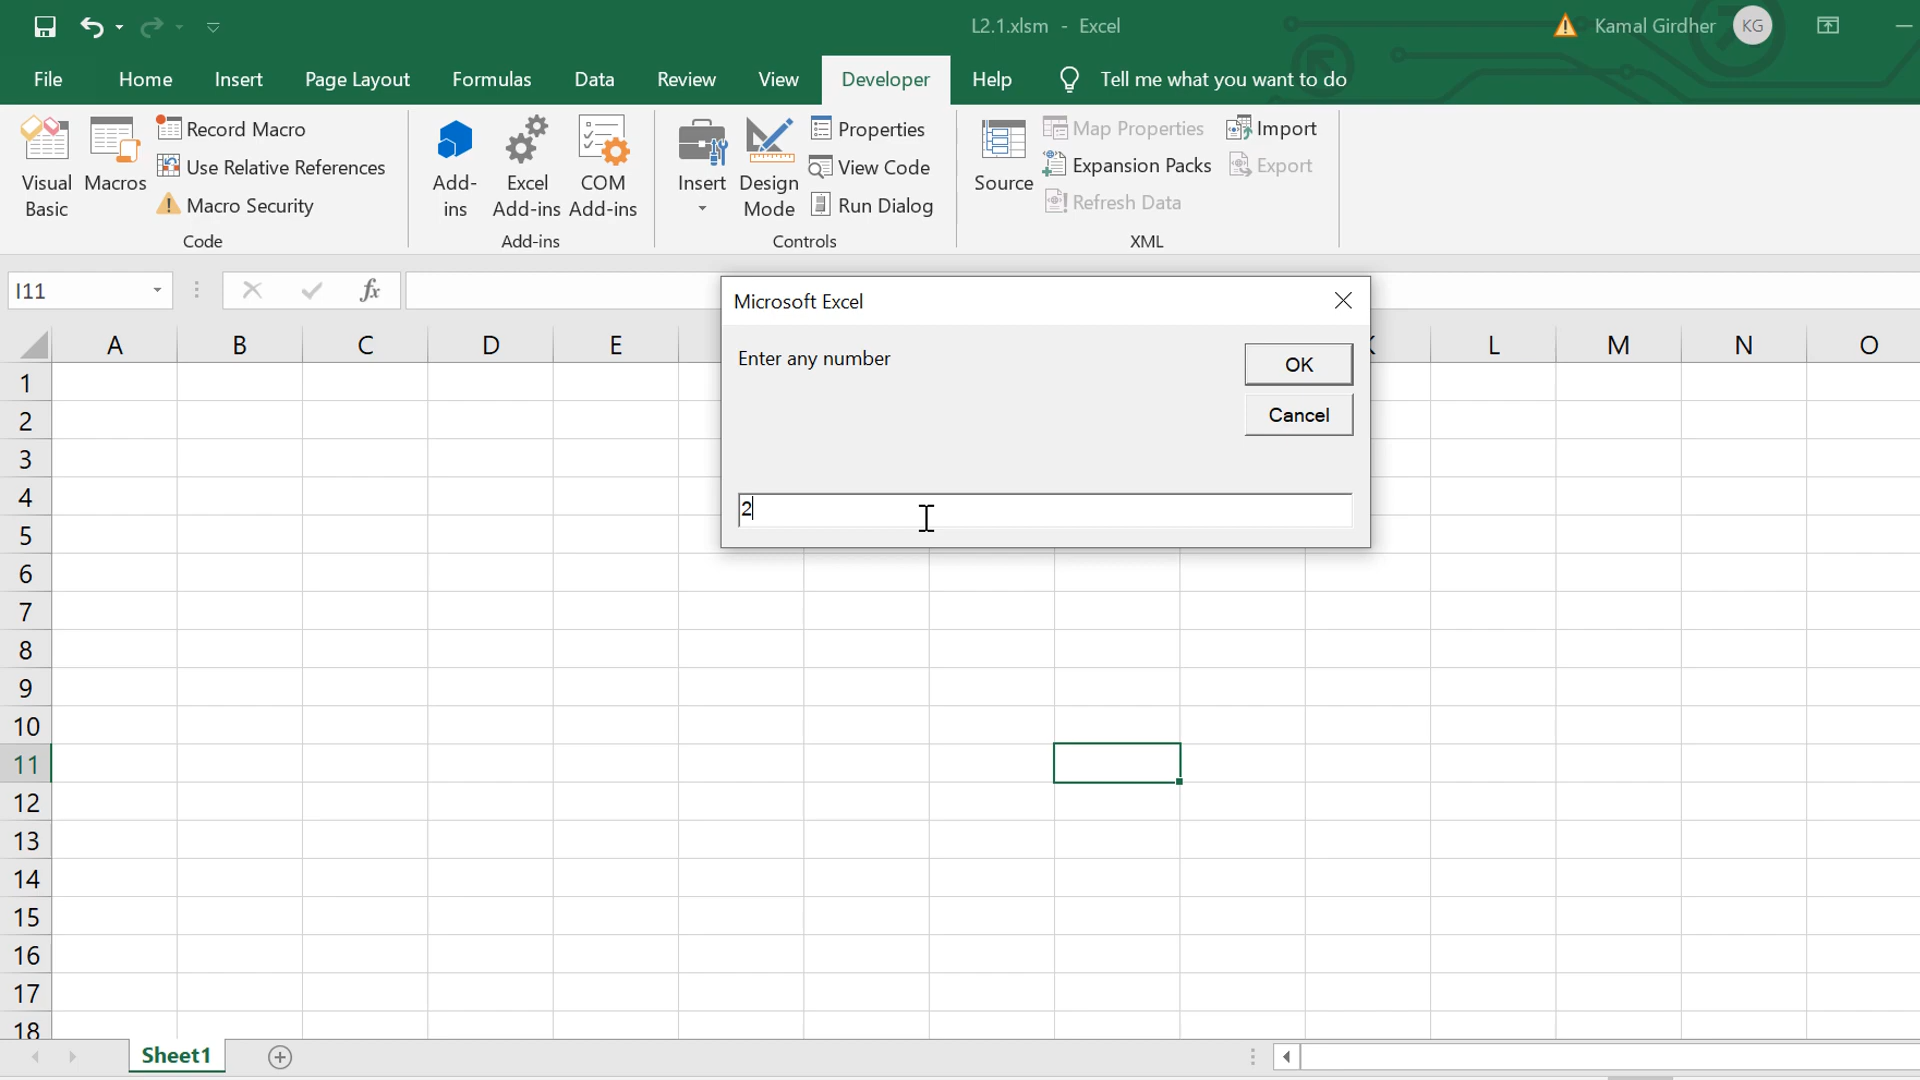 L2.1.xlsm - Excel
Kamal Girdher KG
File Home Insert Page Layout Formulas Data Review View Developer Help Tell me what you want to do
Visual Basic
Macros
Record Macro
Use Relative References
Macro Security
Code
Add-ins
Excel Add-ins
COM Add-ins
Add-ins
Insert
Design Mode
Properties
View Code
Run Dialog
Controls
Source
Map Properties
Expansion Packs
Refresh Data
Import
Export
XML
I11
fx
Microsoft Excel
Enter any number
OK
Cancel
2
A B C D E K L M N O
1
2
3
4
5
6
7
8
9
10
11
12
13
14
15
16
17
18
Sheet1